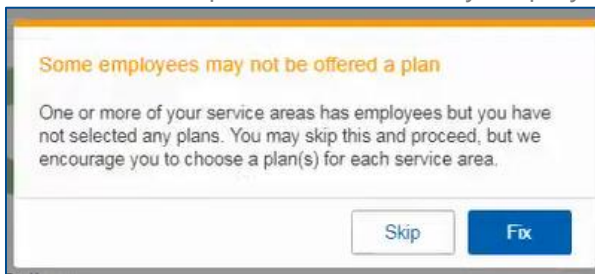 Some employees may not be offered a plan
One or more of your service areas has employees but you have
not selected any plans. You may skip this and proceed, but we
encourage you to choose a plan(s) for each service area.
Skip Fix